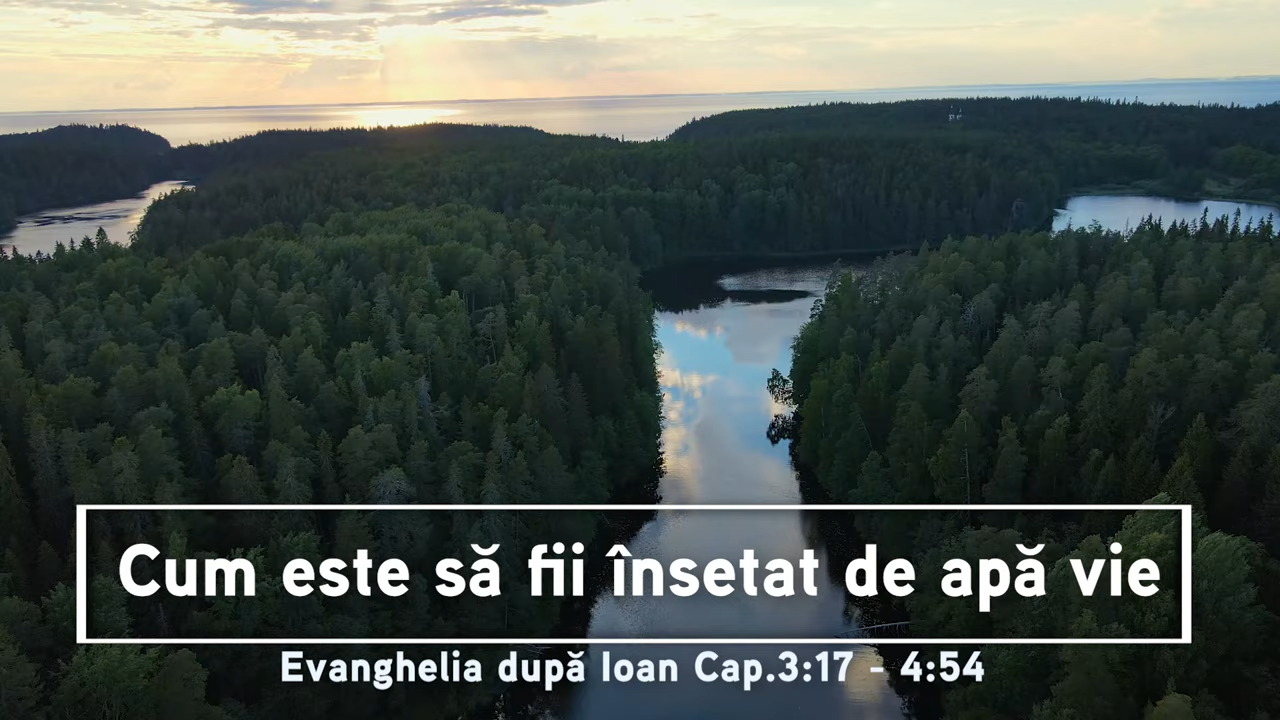 Cum este să fii însetat de apă vie
Evanghelia după Ioan Cap.3:17 - 4:54